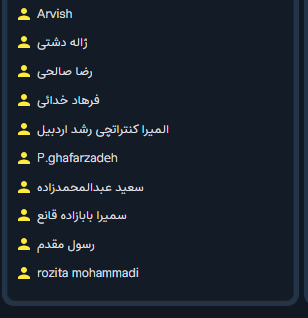 Arvish
ژاله دشتی
رضا صالحی
فرهاد خدائی
المیرا کنتراتچی رشد اردبیل
P.ghafarzadeh
سعید عبدالمحمدزاده
سمیرا بابازاده قانع
رسول مقدم
rozita mohammadi